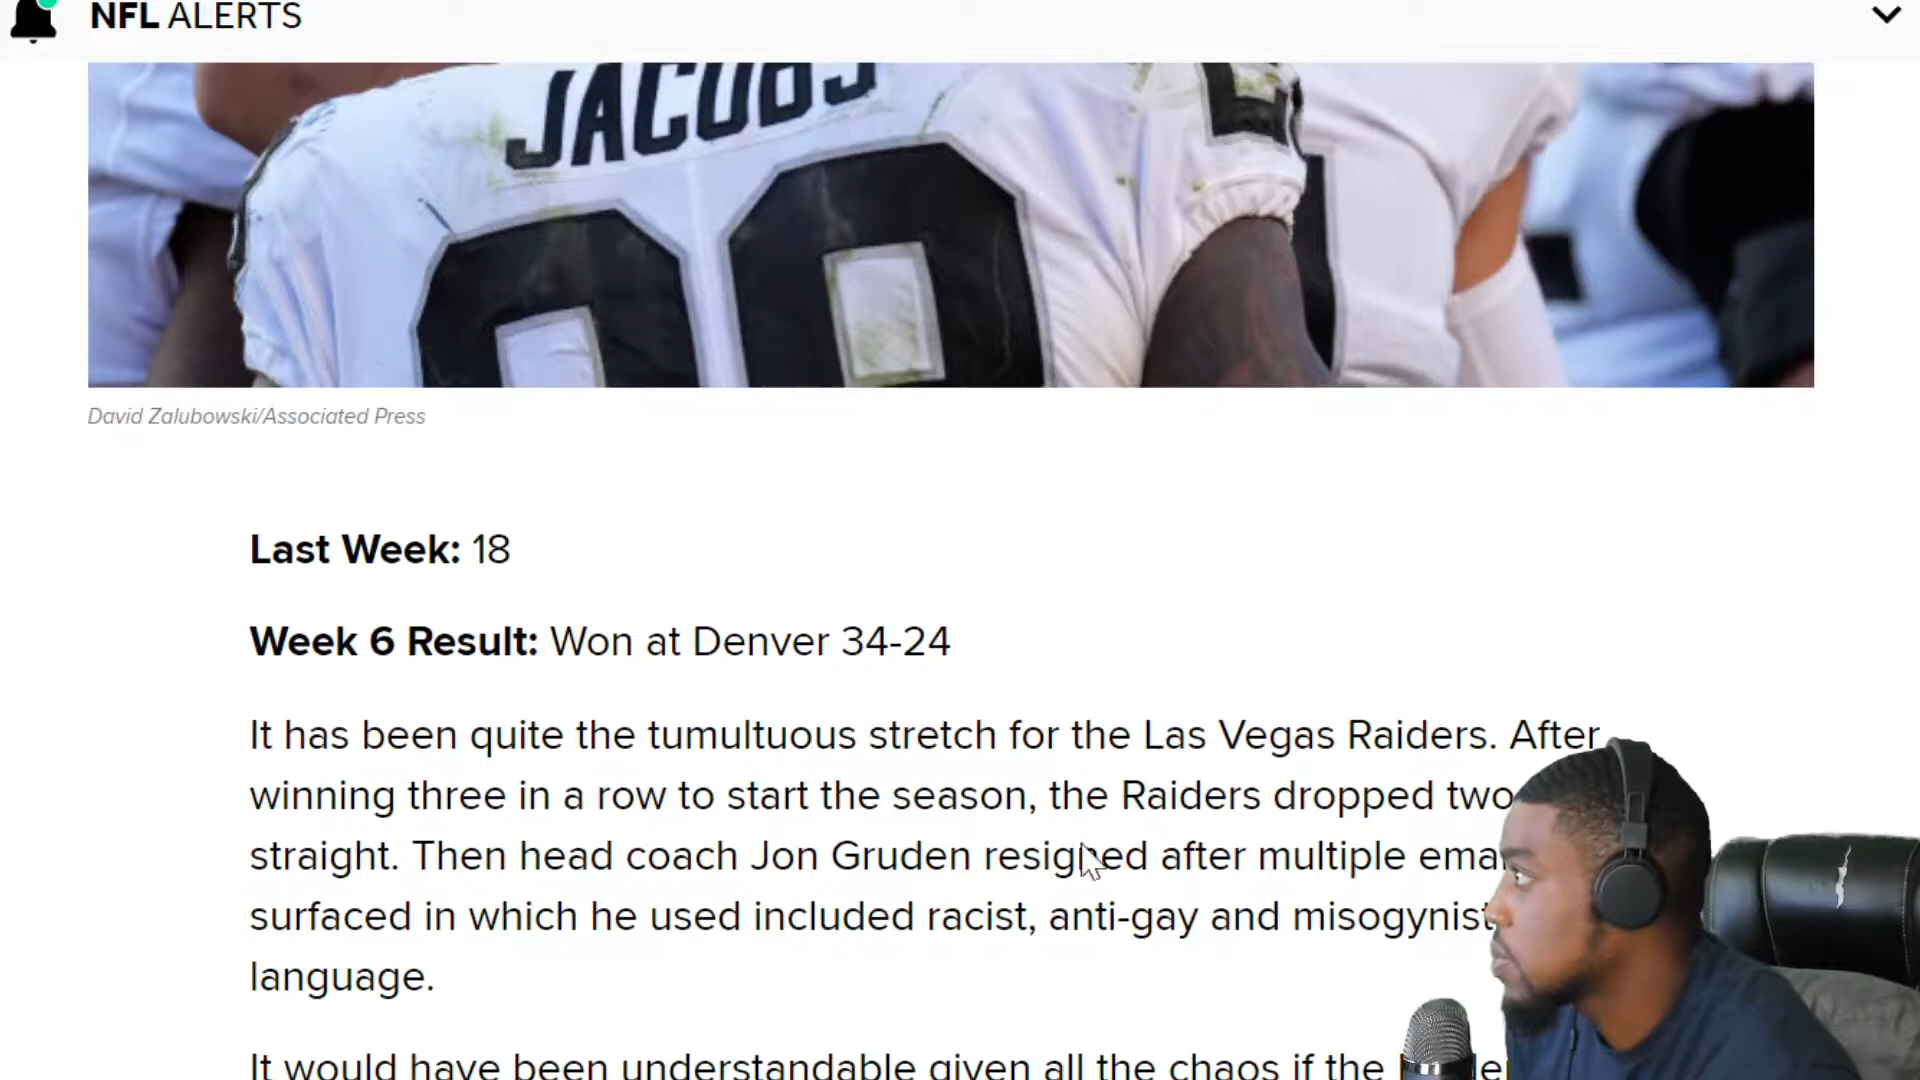 NFL ALERTS
JACOBS
David Zalubowski/Associated Press
Last Week: 18
Week 6 Result: Won at Denver 34-24
It has been quite the tumultuous stretch for the Las Vegas Raiders. After
winning three in a row to start the season, the Raiders dropped two
straight. Then head coach Jon Gruden resigned after multiple
surfaced in which he used included racist, anti-gay and
language.
It would have been understandable given all the chaos if the